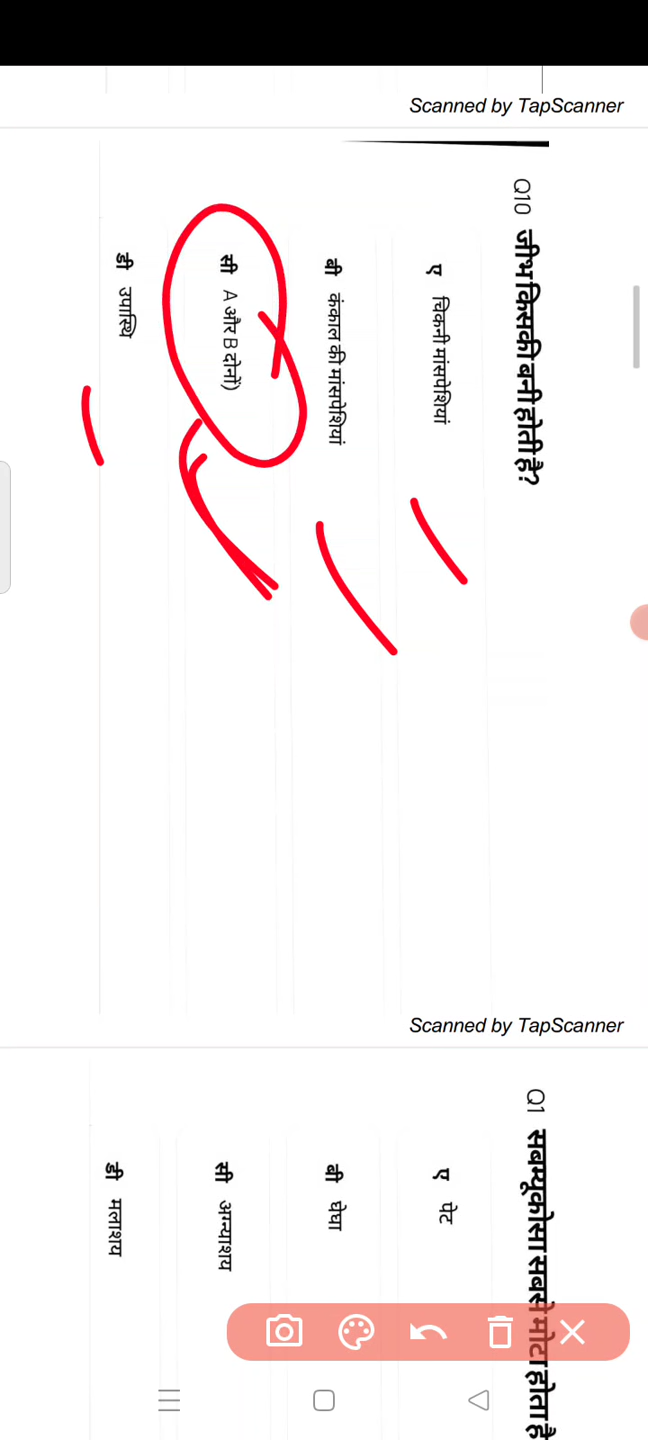 Scanned by TapScanner
Q10 जीभ किसकी बनी होती है?
ए चिकनी मांसपेशियां
बी कंकाल की मांसपेशियां
सी A और B दोनों)
डी उपास्थि
Scanned by TapScanner
Q1 सबम्यूकोसा सबसे मोटा होता है
ए पेट
बी घेघा
सी अग्न्याशय
डी मलाशय